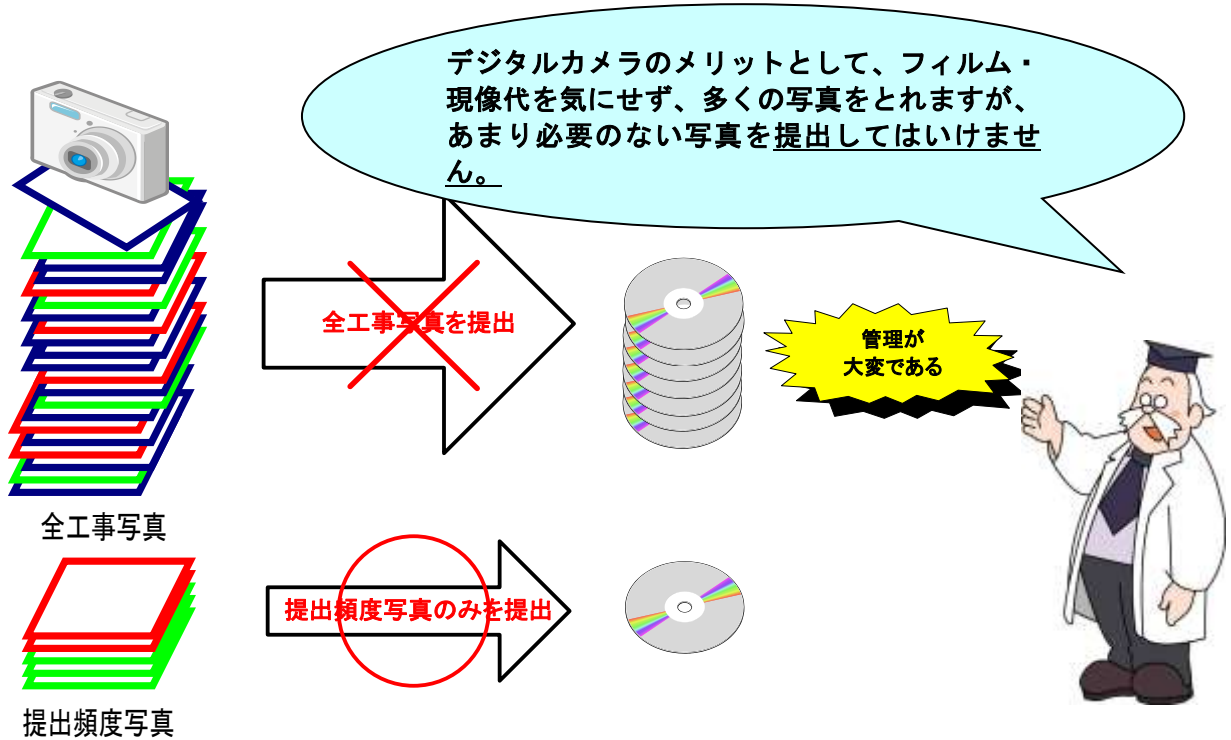 デジタルカメラのメリットとして、フィルム・
現像代を気にせず、多くの写真をとれますが、
あまり必要のない写真を提出してはいけませ
ん。
全工事写真を提出
管理が
大変である
全工事写真
提出頻度写真のみを提出
提出頻度写真